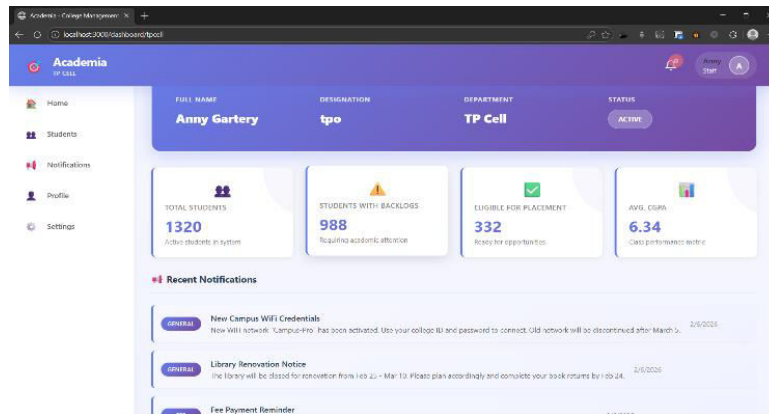 Academia - College Management
localhost:3000/dashboard/tpcell
Academia
TP CELL
Anny
Staff
A
Home
Students
Notifications
Profile
Settings
FULL NAME
Anny Gartery
DESIGNATION
tpo
DEPARTMENT
TP Cell
STATUS
ACTIVE
TOTAL STUDENTS
1320
Active students in system
STUDENTS WITH BACKLOGS
988
Requiring academic attention
ELIGIBLE FOR PLACEMENT
332
Ready for opportunities
AVG. CGPA
6.34
Class performance metric
Recent Notifications
GENERAL
New Campus WiFi Credentials
New WiFi network 'Campus-Pro' has been activated. Use your college ID and password to connect. Old network will be discontinued after March 5.
2/6/2026
GENERAL
Library Renovation Notice
The library will be closed for renovation from Feb 25 - Mar 10. Please plan accordingly and complete your book returns by Feb 24.
2/6/2026
Fee Payment Reminder